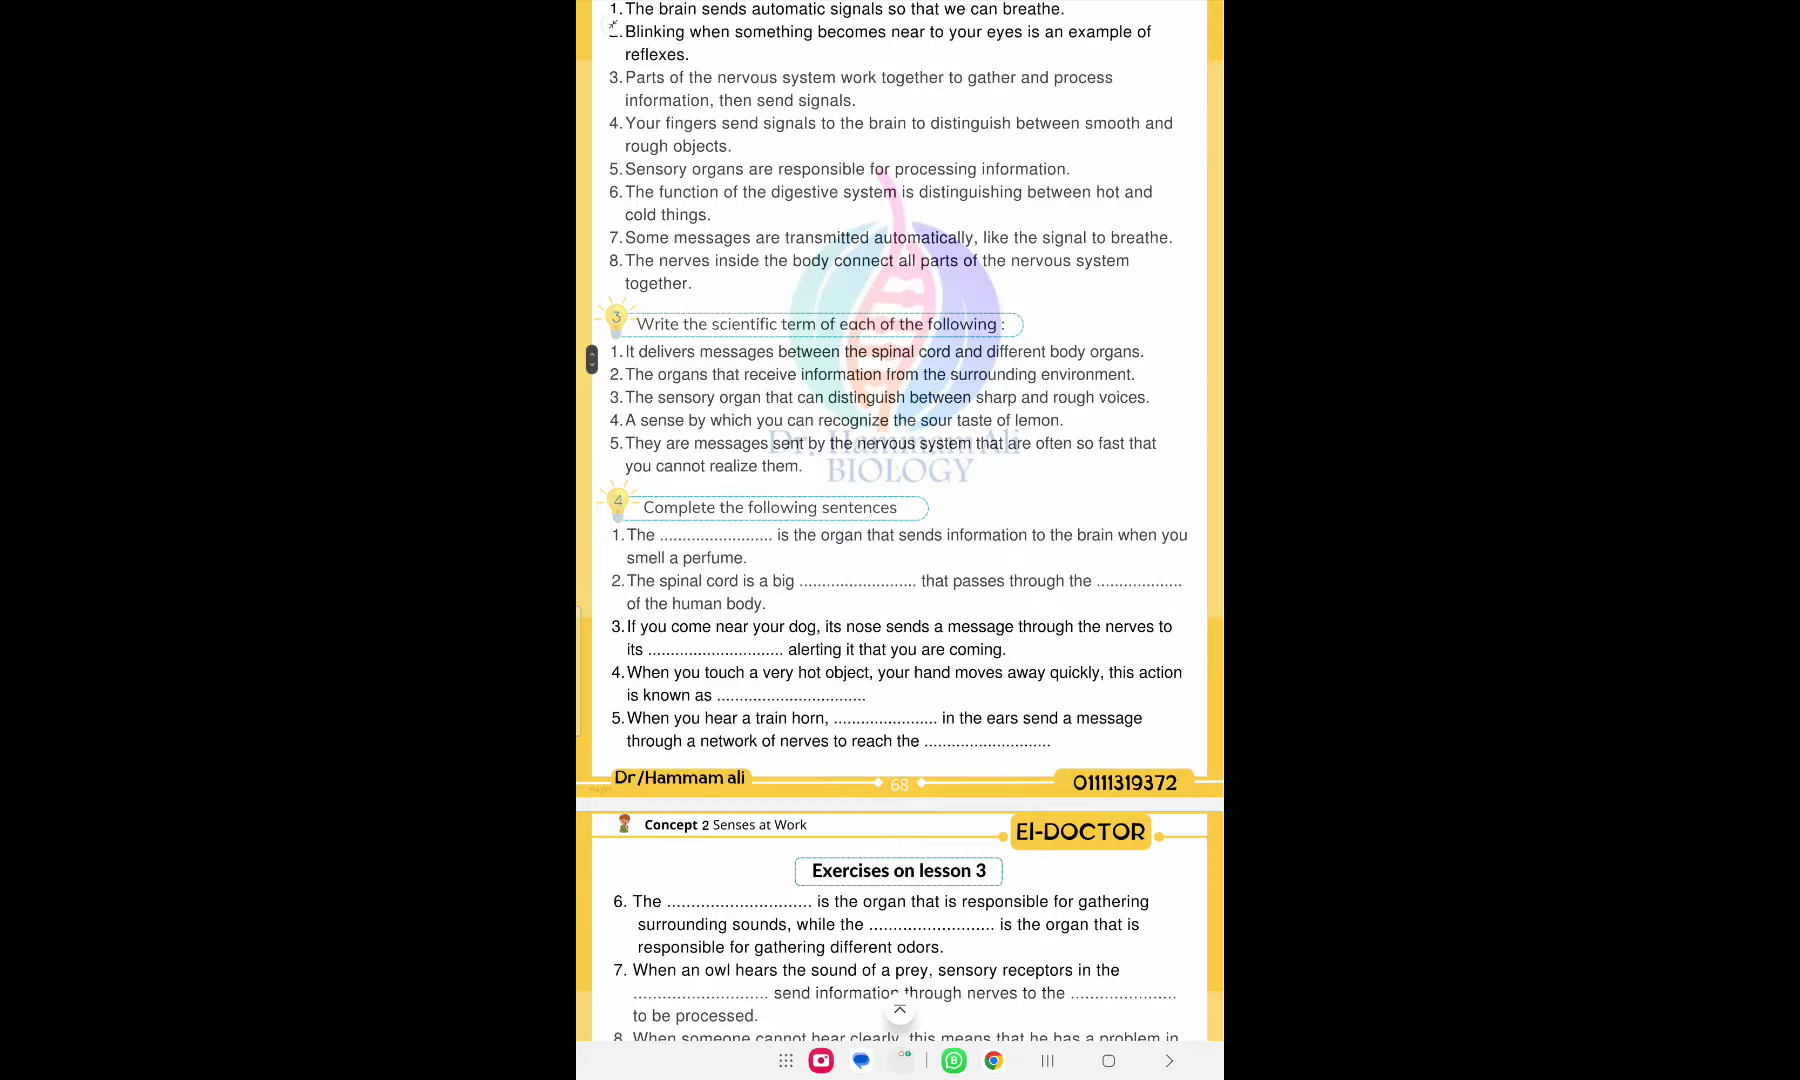 1. The brain sends automatic signals so that we can breathe.
2. Blinking when something becomes near to your eyes is an example of
reflexes.
3. Parts of the nervous system work together to gather and process
information, then send signals.
4. Your fingers send signals to the brain to distinguish between smooth and
rough objects.
5. Sensory organs are responsible for processing information.
6. The function of the digestive system is distinguishing between hot and
cold things.
7. Some messages are transmitted automatically, like the signal to breathe.
8. The nerves inside the body connect all parts of the nervous system
together.
3 Write the scientific term of each of the following :
1. It delivers messages between the spinal cord and different body organs.
2. The organs that receive information from the surrounding environment.
3. The sensory organ that can distinguish between sharp and rough voices.
4. A sense by which you can recognize the sour taste of lemon.
Dr. Hammam Ali
5. They are messages sent by the nervous system that are often so fast that
you cannot realize them.
BIOLOGY
4 Complete the following sentences
1. The ......................... is the organ that sends information to the brain when you
smell a perfume.
2. The spinal cord is a big .......................... that passes through the ...................
of the human body.
3. If you come near your dog, its nose sends a message through the nerves to
its .............................. alerting it that you are coming.
4. When you touch a very hot object, your hand moves away quickly, this action
is known as .................................
5. When you hear a train horn, ....................... in the ears send a message
through a network of nerves to reach the ............................
Dr/Hammam ali
68
01111319372
Concept 2 Senses at Work
El-DOCTOR
Exercises on lesson 3
6. The ............................... is the organ that is responsible for gathering
surrounding sounds, while the ........................... is the organ that is
responsible for gathering different odors.
7. When an owl hears the sound of a prey, sensory receptors in the
............................ send information through nerves to the ......................
to be processed.
8. When someone cannot hear clearly, this means that he has a problem in